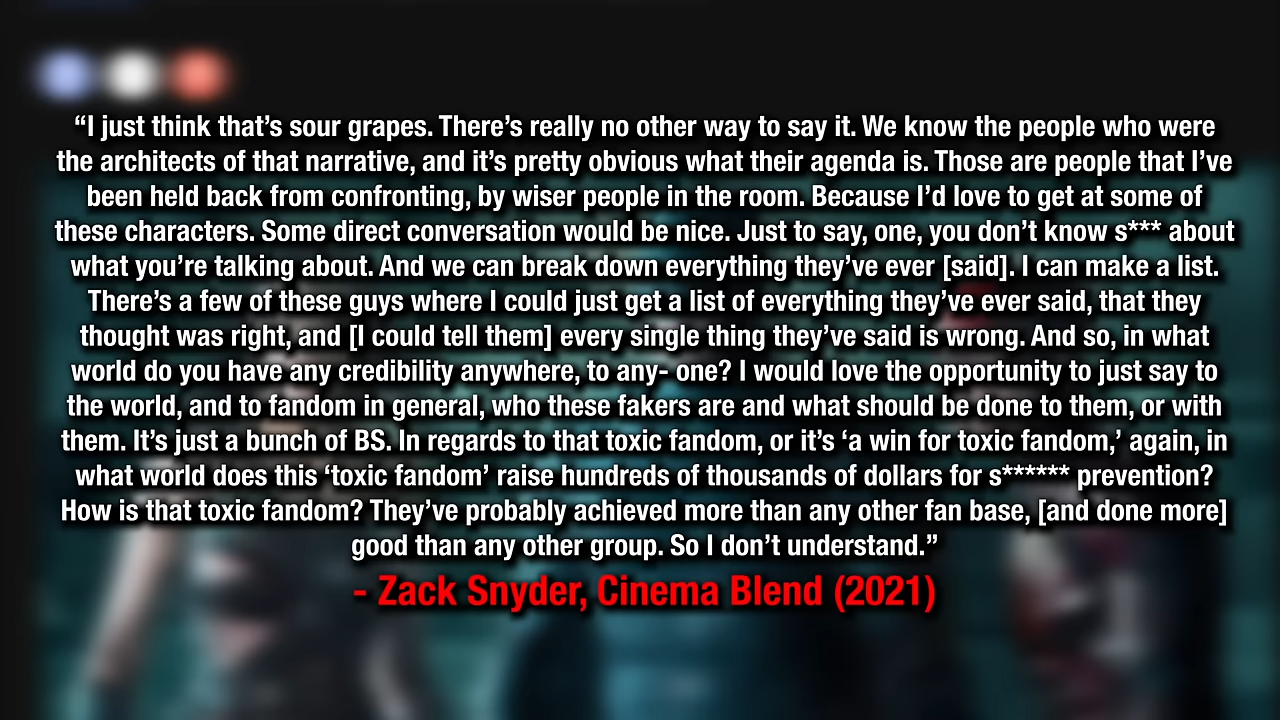 “I just think that’s sour grapes. There’s really no other way to say it. We know the people who were
the architects of that narrative, and it’s pretty obvious what their agenda is. Those are people that I’ve
been held back from confronting, by wiser people in the room. Because I’d love to get at some of
these characters. Some direct conversation would be nice. Just to say, one, you don’t know s*** about
what you’re talking about. And we can break down everything they’ve ever [said]. I can make a list.
There’s a few of these guys where I could just get a list of everything they’ve ever said, that they
thought was right, and [I could tell them] every single thing they’ve said is wrong. And so, in what
world do you have any credibility anywhere, to any- one? I would love the opportunity to just say to
the world, and to fandom in general, who these fakers are and what should be done to them, or with
them. It’s just a bunch of BS. In regards to that toxic fandom, or it’s ‘a win for toxic fandom,’ again, in
what world does this ‘toxic fandom’ raise hundreds of thousands of dollars for s****** prevention?
How is that toxic fandom? They’ve probably achieved more than any other fan base, [and done more]
good than any other group. So I don’t understand.”
- Zack Snyder, Cinema Blend (2021)